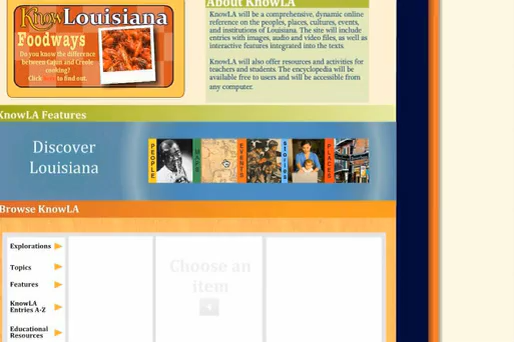 KnowLouisiana
Foodways
Do you know the difference
between Cajun and Creole
cooking?
Click here to find out.
About KnowLA
KnowLA will be a comprehensive, dynamic online
reference on the peoples, places, cultures, events,
and institutions of Louisiana. The site will include
entries with images, audio and video files, as well as
interactive features integrated into the texts.
KnowLA will also offer resources and activities for
teachers and students. The encyclopedia will be
available free to users and will be accessible from
any computer.
KnowLA Features
Discover
Louisiana
PEOPLE
MAPS
EVENTS
STORIES
PLACES
Browse KnowLA
Explorations
Topics
Features
KnowLA
Entries A-Z
Educational
Resources
Choose an
item